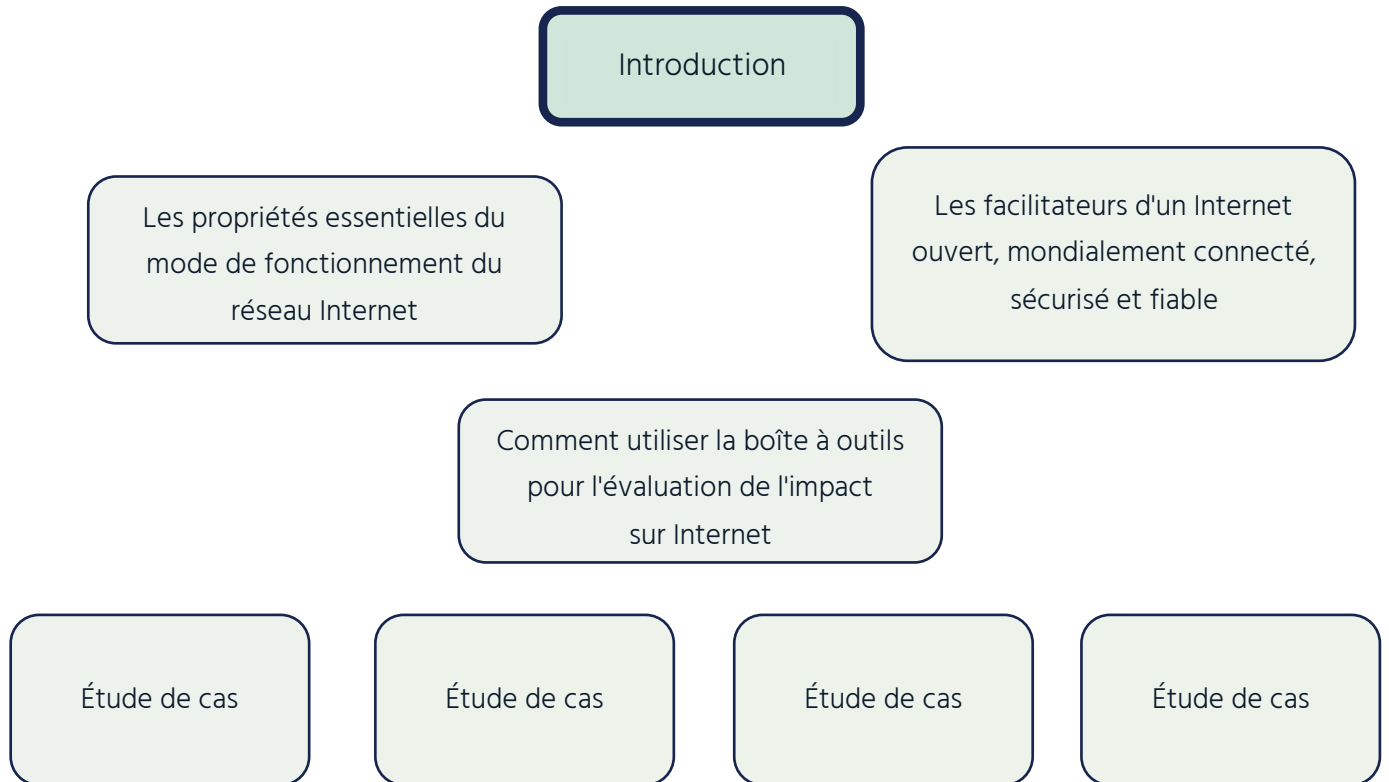 Introduction
Les propriétés essentielles du
mode de fonctionnement du
réseau Internet
Les facilitateurs d'un Internet
ouvert, mondialement connecté,
sécurisé et fiable
Comment utiliser la boîte à outils
pour l'évaluation de l'impact
sur Internet
Étude de cas
Étude de cas
Étude de cas
Étude de cas